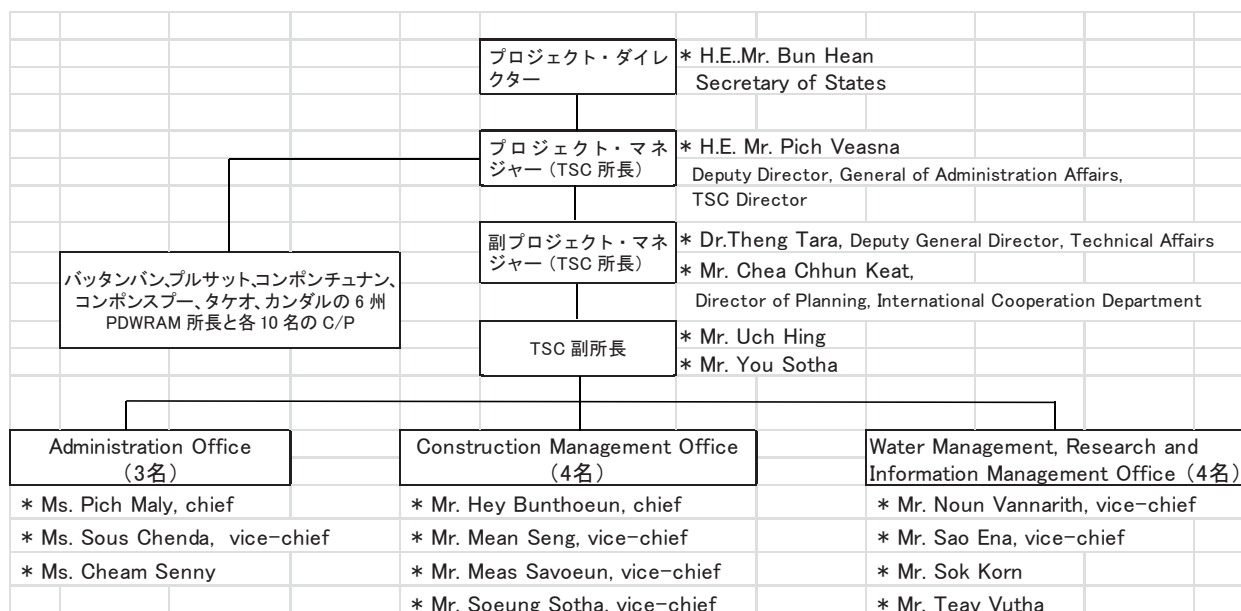 プロジェクト・ダイレ
クター
* H.E..Mr. Bun Hean
Secretary of States
プロジェクト・マネ
ジャー（TSC 所長）
* H.E. Mr. Pich Veasna
Deputy Director, General of Administration Affairs,
TSC Director
副プロジェクト・マネ
ジャー（TSC 所長）
* Dr.Theng Tara, Deputy General Director, Technical Affairs
* Mr. Chea Chhun Keat,
Director of Planning, International Cooperation Department
バッタンバン、プルサット、コンポンチュナン、
コンポンスプー、タケオ、カンダルの 6 州
PDWRAM 所長と各 10 名の C/P
TSC 副所長
* Mr. Uch Hing
* Mr. You Sotha
Administration Office
（3名）
* Ms. Pich Maly, chief
* Ms. Sous Chenda, vice-chief
* Ms. Cheam Senny
Construction Management Office
（4名）
* Mr. Hey Bunthoeun, chief
* Mr. Mean Seng, vice-chief
* Mr. Meas Savoeun, vice-chief
* Mr. Soeung Sotha, vice-chief
Water Management, Research and
Information Management Office（4名）
* Mr. Noun Vannarith, vice-chief
* Mr. Sao Ena, vice-chief
* Mr. Sok Korn
* Mr. Teav Vutha